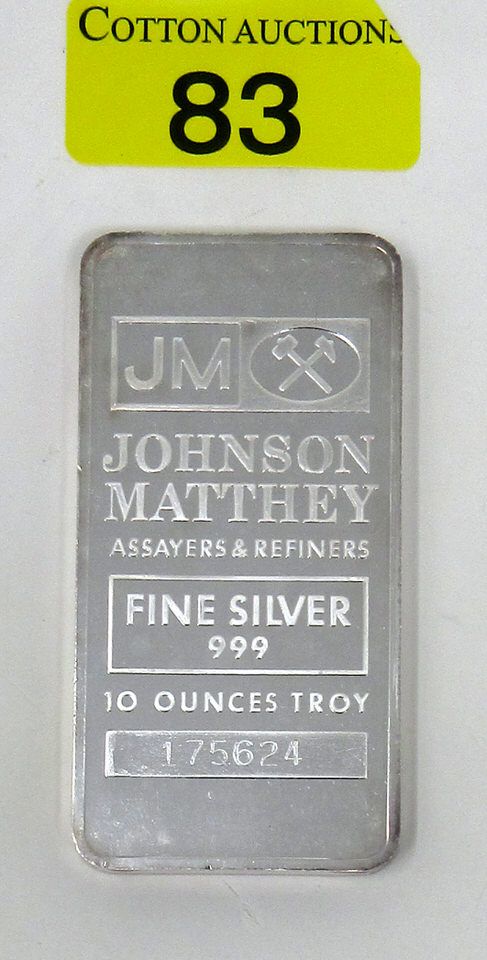 COTTON AUCTIONS
83
JM
JOHNSON
MATTHEY
ASSAYERS & REFINERS
FINE SILVER
999
10 OUNCES TROY
175624